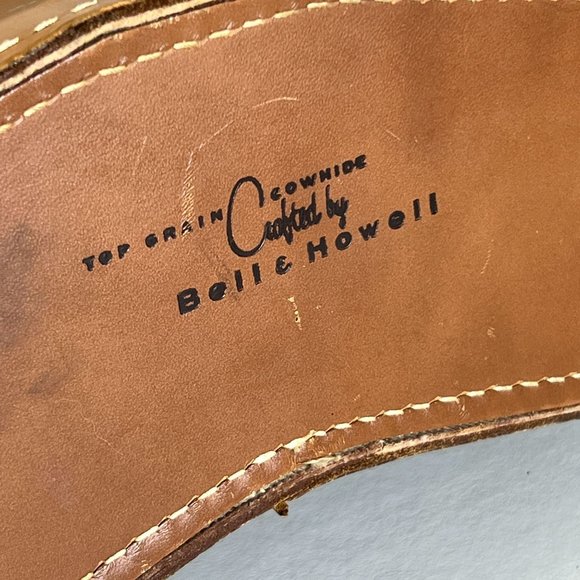 TOP GRAIN COWHIDE
Crafted by
Bell & Howell